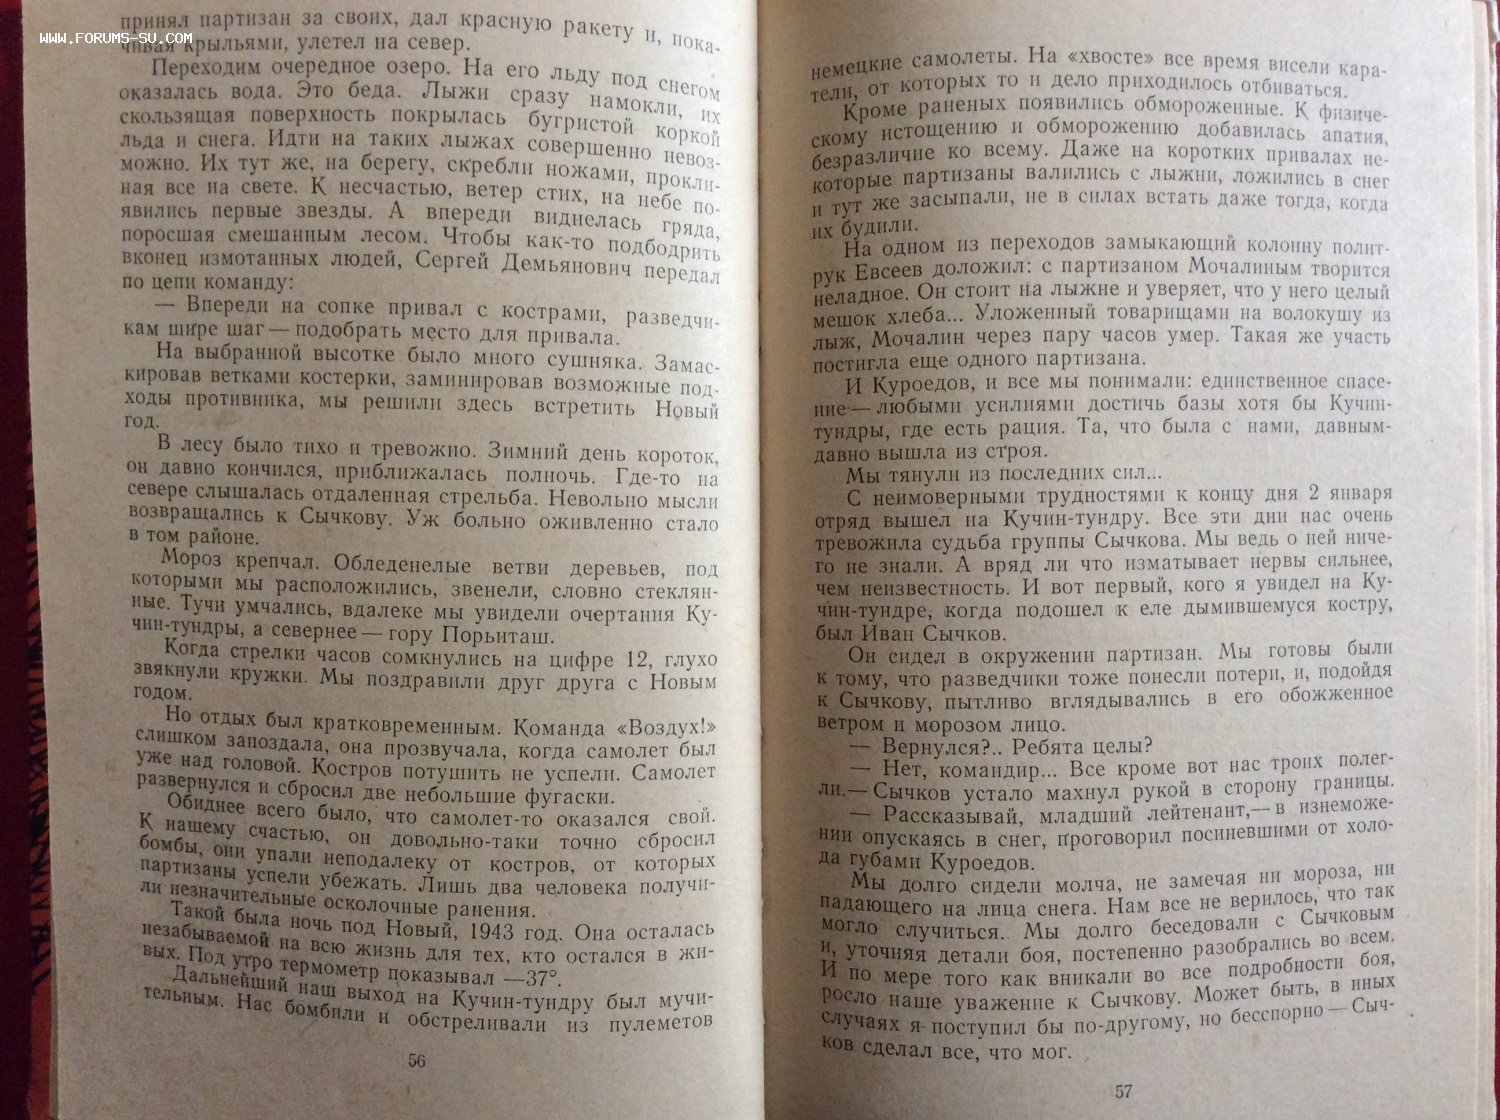 принял партизан за своих, дал красную ракету и, пока-
www.forums-su.com
чивая крыльями, улетел на север.
Переходим очередное озеро. На его льду под снегом
оказалась вода. Это беда. Лыжи сразу намокли, их
скользящая поверхность покрылась бугристой коркой
льда и снега. Идти на таких лыжах совершенно невоз-
можно. Их тут же, на берегу, скребли ножами, прокли-
ная все на свете. К несчастью, ветер стих, на небе по-
явились первые звезды. А впереди виднелась гряда,
поросшая смешанным лесом. Чтобы как-то подбодрить
вконец измотанных людей, Сергей Демьянович передал
по цепи команду:
— Впереди на сопке привал с кострами, разведчи-
кам шире шаг — подобрать место для привала.
На выбранной высотке было много сушняка. Замас-
кировав ветками костерки, заминировав возможные под-
ходы противника, мы решили здесь встретить Новый
год.
В лесу было тихо и тревожно. Зимний день короток,
он давно кончился, приближалась полночь. Где-то на
севере слышалась отдаленная стрельба. Невольно мысли
возвращались к Сычкову. Уж больно оживленно стало
в том районе.
Мороз крепчал. Обледенелые ветви деревьев, под
которыми мы расположились, звенели, словно стеклян-
ные. Тучи умчались, вдалеке мы увидели очертания Ку-
чин-тундры, а севернее — гору Порьиташ.
Когда стрелки часов сомкнулись на цифре 12, глухо
звякнули кружки. Мы поздравили друг друга с Новым
годом.
Но отдых был кратковременным. Команда «Воздух!»
слишком запоздала, она прозвучала, когда самолет был
уже над головой. Костров потушить не успели. Самолет
развернулся и сбросил две небольшие фугаски.
Обиднее всего было, что самолет-то оказался свой.
К нашему счастью, он довольно-таки точно сбросил
бомбы, они упали неподалеку от костров, от которых
партизаны успели убежать. Лишь два человека получи-
ли незначительные осколочные ранения.
Такой была ночь под Новый, 1943 год. Она осталась
незабываемой на всю жизнь для тех, кто остался в жи-
вых. Под утро термометр показывал —37°.
Дальнейший наш выход на Кучин-тундру был мучи-
тельным. Нас бомбили и обстреливали из пулеметов
56
немецкие самолеты. На «хвосте» все время висели кара-
тели, от которых то и дело приходилось отбиваться.
Кроме раненых появились обмороженные. К физиче-
скому истощению и обморожению добавилась апатия,
безразличие ко всему. Даже на коротких привалах не-
которые партизаны валились с лыжни, ложились в снег
и тут же засыпали, не в силах встать даже тогда, когда
их будили.
На одном из переходов замыкающий колонну полит-
рук Евсеев доложил: с партизаном Мочалиным творится
неладное. Он стоит на лыжне и уверяет, что у него целый
мешок хлеба... Уложенный товарищами на волокушу из
лыж, Мочалин через пару часов умер. Такая же участь
постигла еще одного партизана.
И Куроедов, и все мы понимали: единственное спасе-
ние — любыми усилиями достичь базы хотя бы Кучин-
тундры, где есть рация. Та, что была с нами, давным-
давно вышла из строя.
Мы тянули из последних сил...
С неимоверными трудностями к концу дня 2 января
отряд вышел на Кучин-тундру. Все эти дни нас очень
тревожила судьба группы Сычкова. Мы ведь о ней ниче-
го не знали. А вряд ли что изматывает нервы сильнее,
чем неизвестность. И вот первый, кого я увидел на Ку-
чин-тундре, когда подошел к еле дымившемуся костру,
был Иван Сычков.
Он сидел в окружении партизан. Мы готовы были
к тому, что разведчики тоже понесли потери, и, подойдя
к Сычкову, пытливо вглядывались в его обожженное
ветром и морозом лицо.
— Вернулся?.. Ребята целы?
— Нет, командир... Все кроме вот нас троих полег-
ли.— Сычков устало махнул рукой в сторону границы.
— Рассказывай, младший лейтенант,— в изнеможе-
нии опускаясь в снег, проговорил посиневшими от холо-
да губами Куроедов.
Мы долго сидели молча, не замечая ни мороза, ни
падающего на лица снега. Нам все не верилось, что так
могло случиться. Мы долго беседовали с Сычковым
и, уточняя детали боя, постепенно разобрались во всем.
И по мере того как вникали во все подробности боя,
росло наше уважение к Сычкову. Может быть, в иных
случаях я поступил бы по-другому, но бесспорно — Сыч-
ков сделал все, что мог.
57